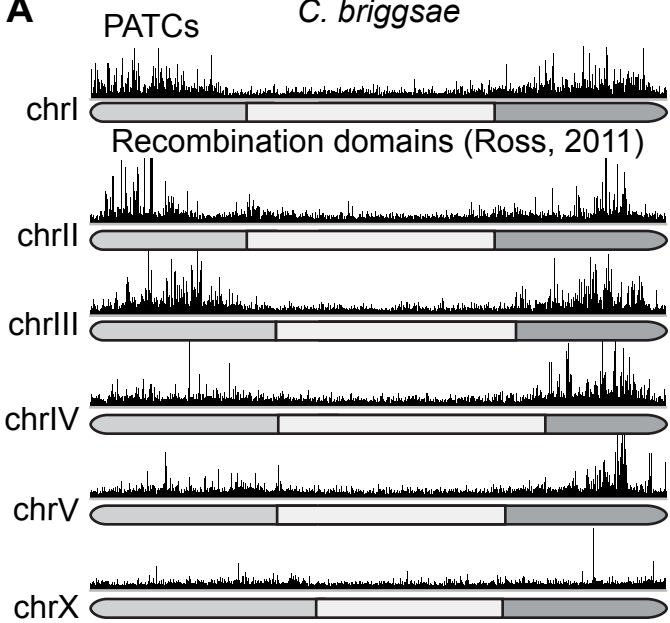 A
C. briggsae
PATCs
chrI
Recombination domains (Ross, 2011)
chrII
chrIII
chrIV
chrV
chrX